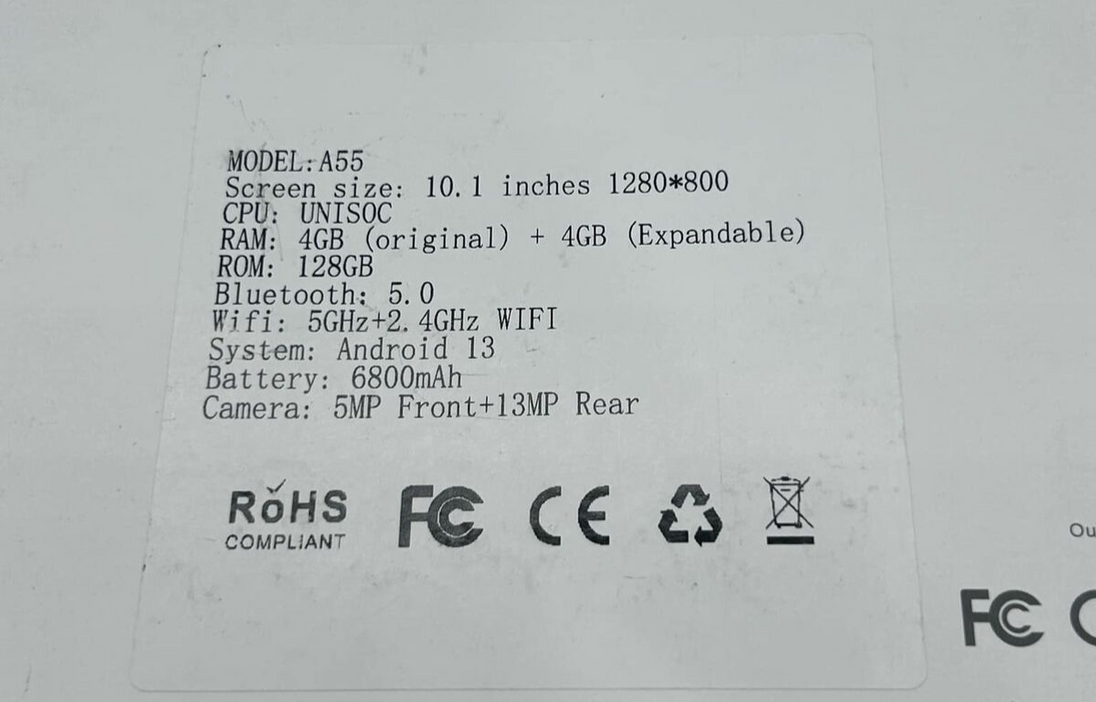 MODEL:A55
Screen size: 10.1 inches 1280*800
CPU: UNISOC
RAM: 4GB (original) + 4GB (Expandable)
ROM: 128GB
Bluetooth: 5.0
Wifi: 5GHz+2.4GHz WIFI
System: Android 13
Battery: 6800mAh
Camera: 5MP Front+13MP Rear
RoHS FC CE
COMPLIANT
Ou
FC